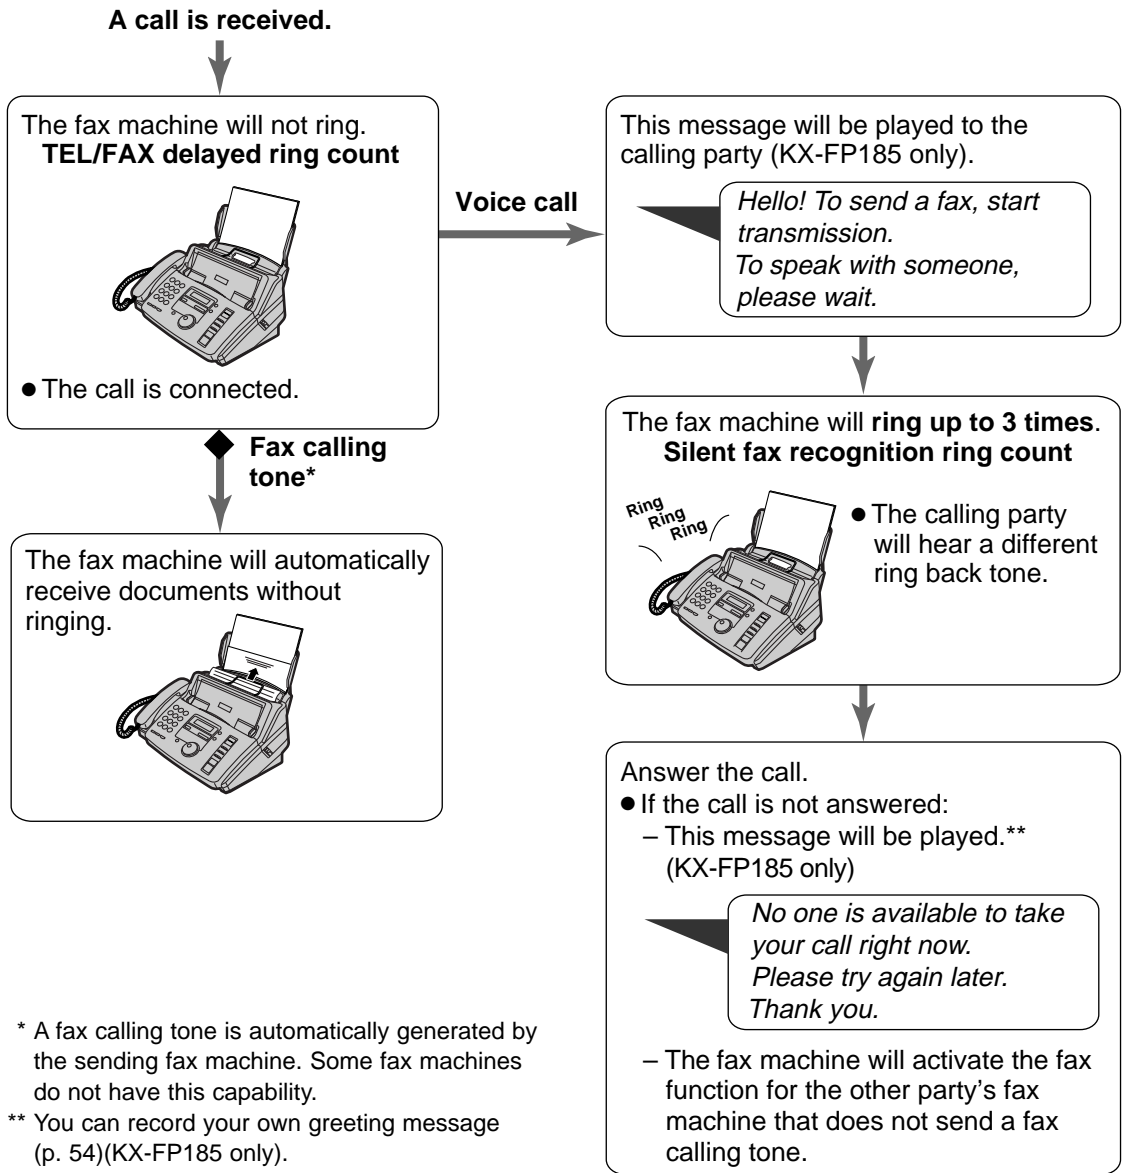 A call is received.
The fax machine will not ring.
TEL/FAX delayed ring count
● The call is connected.
Voice call
Fax calling
tone*
The fax machine will automatically
receive documents without
ringing.
This message will be played to the
calling party (KX-FP185 only).
Hello! To send a fax, start
transmission.
To speak with someone,
please wait.
The fax machine will ring up to 3 times.
Silent fax recognition ring count
Ring
Ring
Ring
● The calling party
will hear a different
ring back tone.
Answer the call.
● If the call is not answered:
– This message will be played.**
(KX-FP185 only)
No one is available to take
your call right now.
Please try again later.
Thank you.
– The fax machine will activate the fax
function for the other party's fax
machine that does not send a fax
calling tone.
* A fax calling tone is automatically generated by
the sending fax machine. Some fax machines
do not have this capability.
** You can record your own greeting message
(p. 54)(KX-FP185 only).